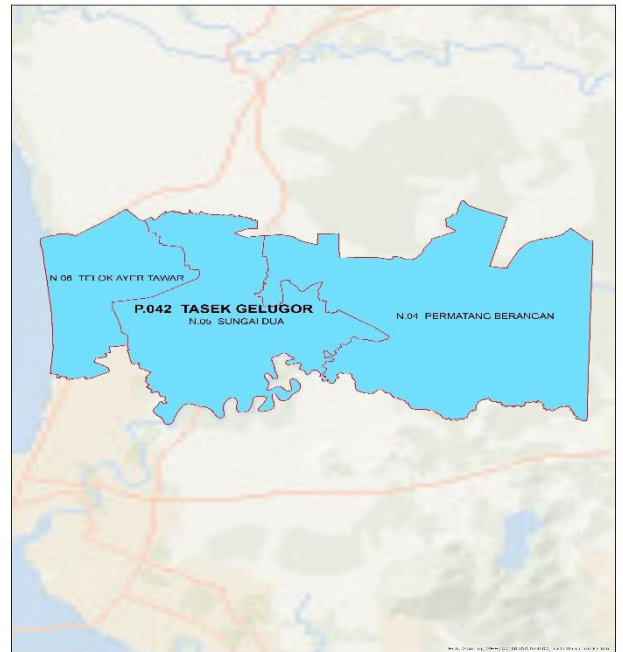 N.06 TELOK AYER TAWAR
P.042 TASEK GELUGOR
N.05 SUNGAI DUA
N.04 PERMATANG BERANGAN